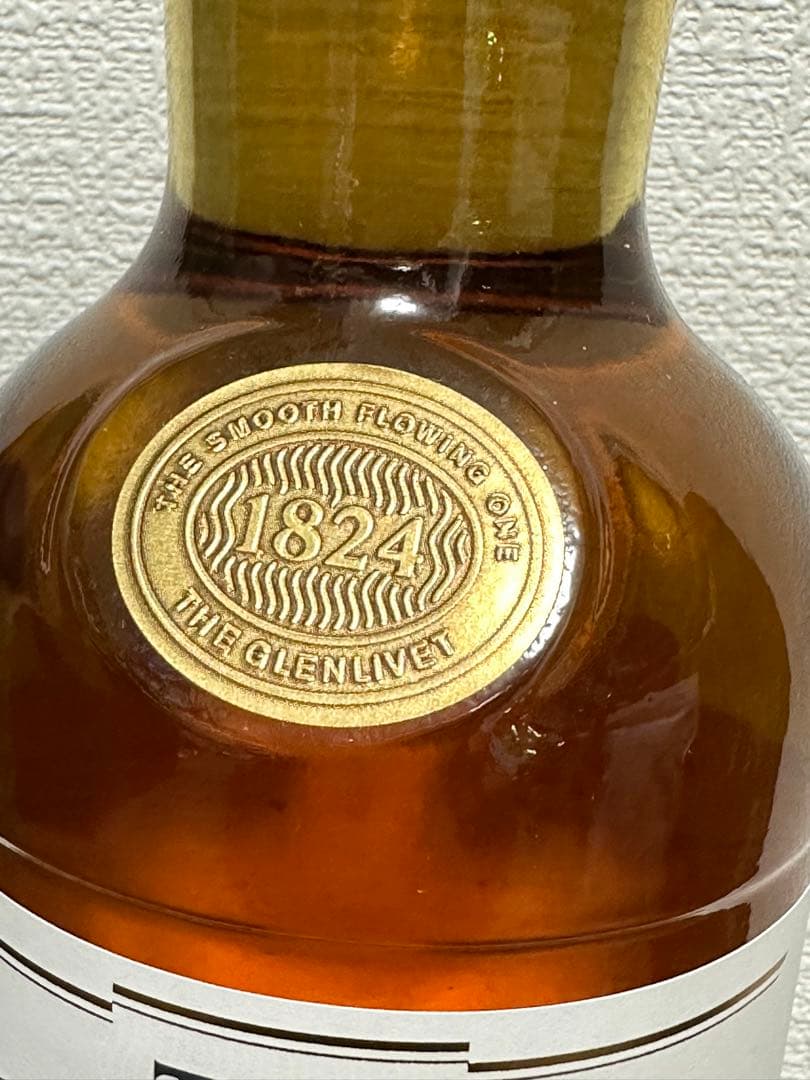 THE SMOOTH FLOWING ONE
1824
THE GLENLIVET